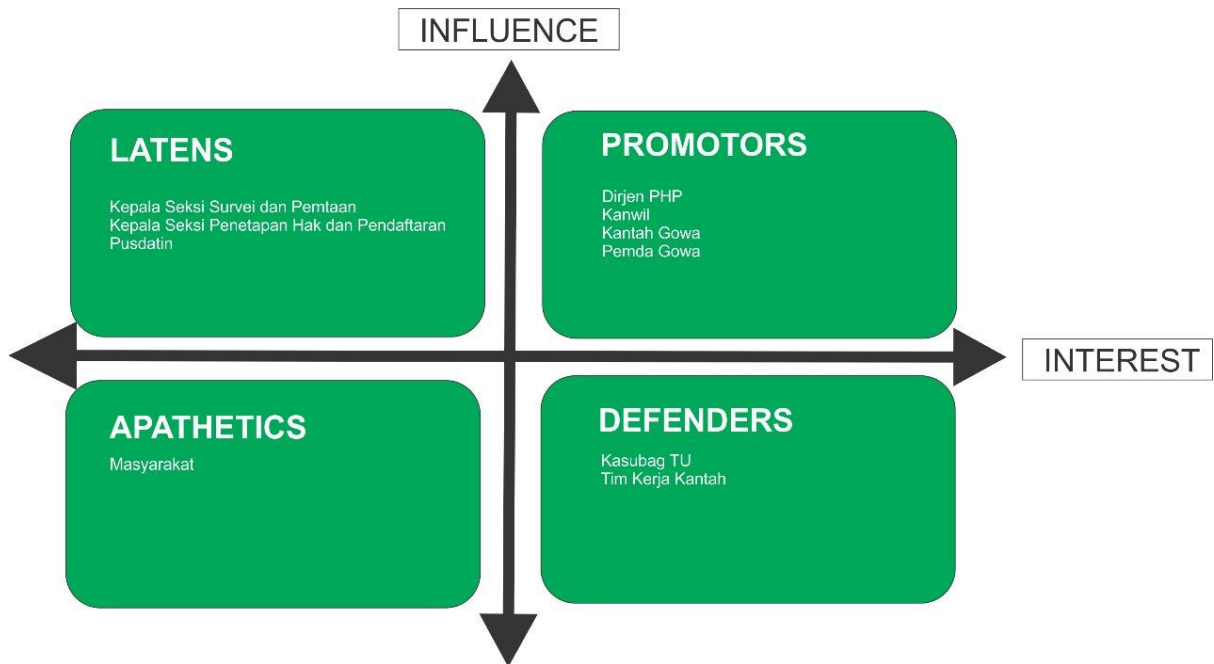 INFLUENCE
LATENS
Kepala Seksi Survei dan Pemtaan
Kepala Seksi Penetapan Hak dan Pendaftaran
Pusdatin
PROMOTORS
Dirjen PHP
Kanwil
Kantah Gowa
Pemda Gowa
INTEREST
APATHETICS
Masyarakat
DEFENDERS
Kasubag TU
Tim Kerja Kantah